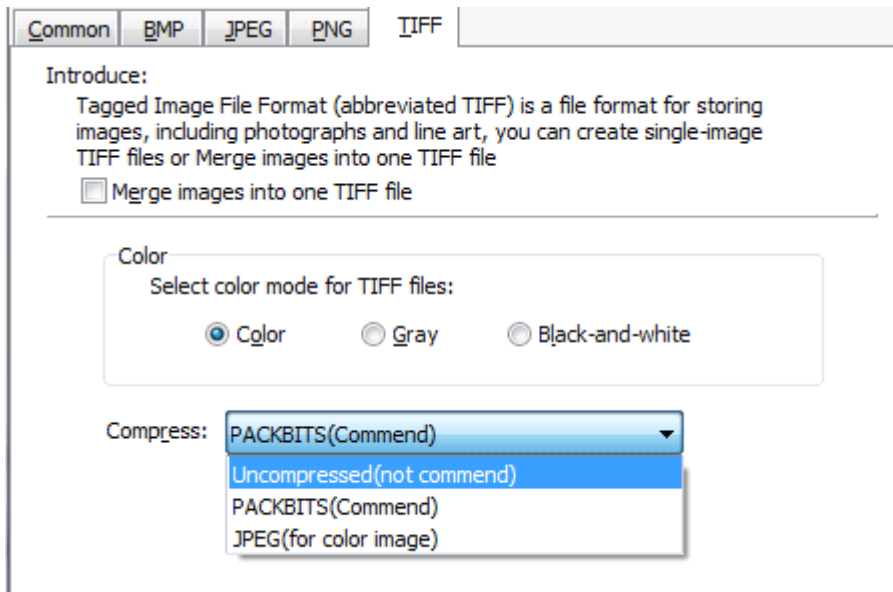 Common BMP JPEG PNG TIFF
Introduce:
Tagged Image File Format (abbreviated TIFF) is a file format for storing
images, including photographs and line art, you can create single-image
TIFF files or Merge images into one TIFF file
Merge images into one TIFF file
Color
Select color mode for TIFF files:
Color Gray Black-and-white
Compress: PACKBITS(Commend)
Uncompressed(not commend)
PACKBITS(Commend)
JPEG(for color image)